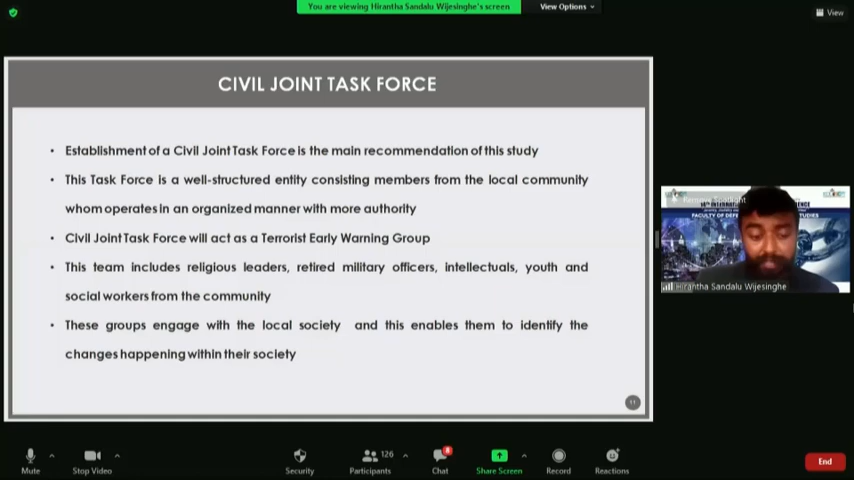 You are viewing Hirantha Sandalu Wijesinghe's screen
View Options
View
CIVIL JOINT TASK FORCE
• Establishment of a Civil Joint Task Force is the main recommendation of this study
• This Task Force is a well-structured entity consisting members from the local community
whom operates in an organized manner with more authority
• Civil Joint Task Force will act as a Terrorist Early Warning Group
• This team includes religious leaders, retired military officers, intellectuals, youth and
social workers from the community
• These groups engage with the local society and this enables them to identify the
changes happening within their society
11
Remove Spotlight
FACULTY OF DEF
STUDIES
Hirantha Sandalu Wijesinghe
Mute
Stop Video
Security
126
Participants
8
Chat
Share Screen
Record
Reactions
End